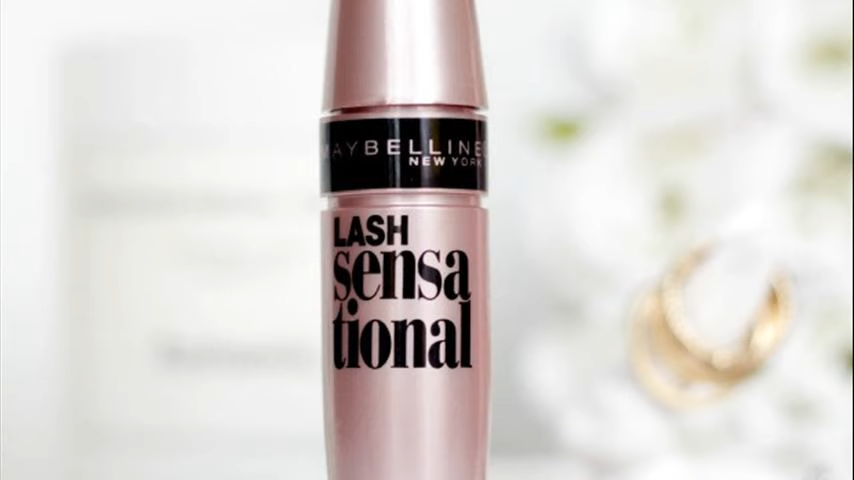 MAYBELLINE
NEW YORK
LASH
sensa
tional